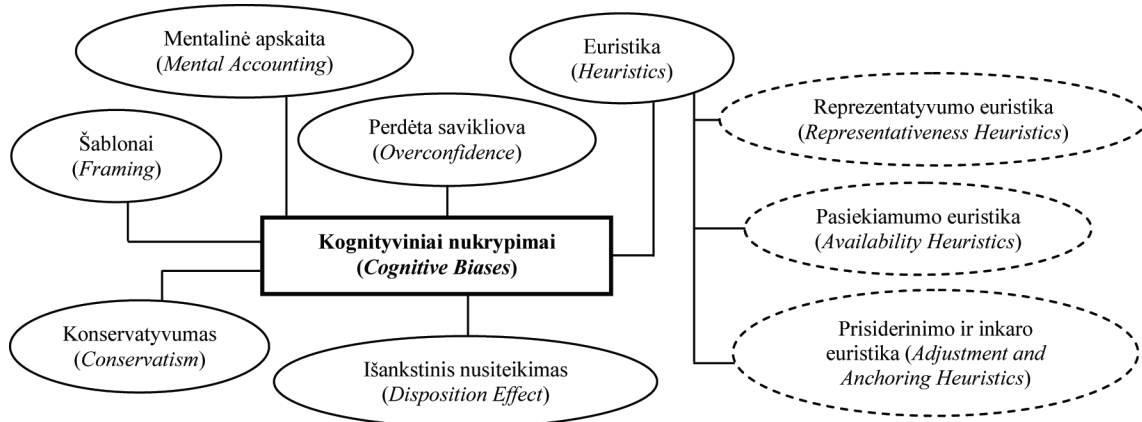 Mentalinė apskaita
(Mental Accounting)
Euristika
(Heuristics)
Reprezentatyvumo euristika
(Representativeness Heuristics)
Šablonai
(Framing)
Perdėta savikliova
(Overconfidence)
Pasiekiamumo euristika
(Availability Heuristics)
Kognityviniai nukrypimai
(Cognitive Biases)
Konservatyvumas
(Conservatism)
Išankstinis nusiteikimas
(Disposition Effect)
Prisiderinimo ir inkaro
euristika (Adjustment and
Anchoring Heuristics)